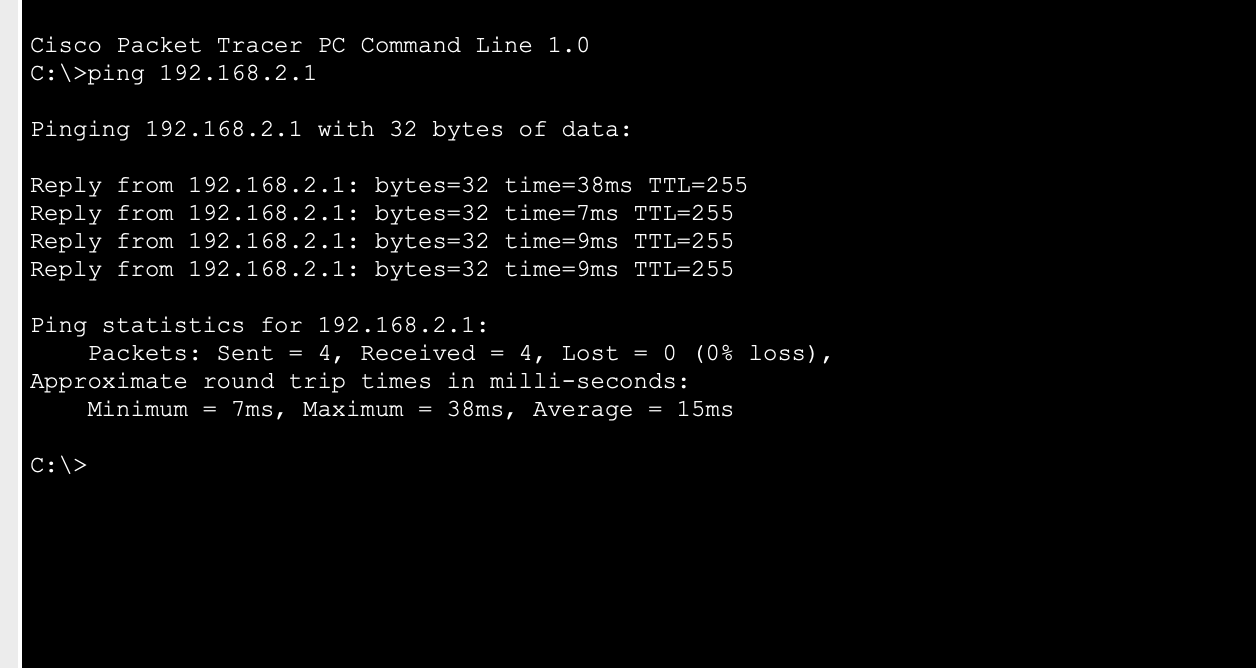 Cisco Packet Tracer PC Command Line 1.0
C:\>ping 192.168.2.1
Pinging 192.168.2.1 with 32 bytes of data:
Reply from 192.168.2.1: bytes=32 time=38ms TTL=255
Reply from 192.168.2.1: bytes=32 time=7ms TTL=255
Reply from 192.168.2.1: bytes=32 time=9ms TTL=255
Reply from 192.168.2.1: bytes=32 time=9ms TTL=255
Ping statistics for 192.168.2.1:
    Packets: Sent = 4, Received = 4, Lost = 0 (0% loss),
Approximate round trip times in milli-seconds:
    Minimum = 7ms, Maximum = 38ms, Average = 15ms
C:\>